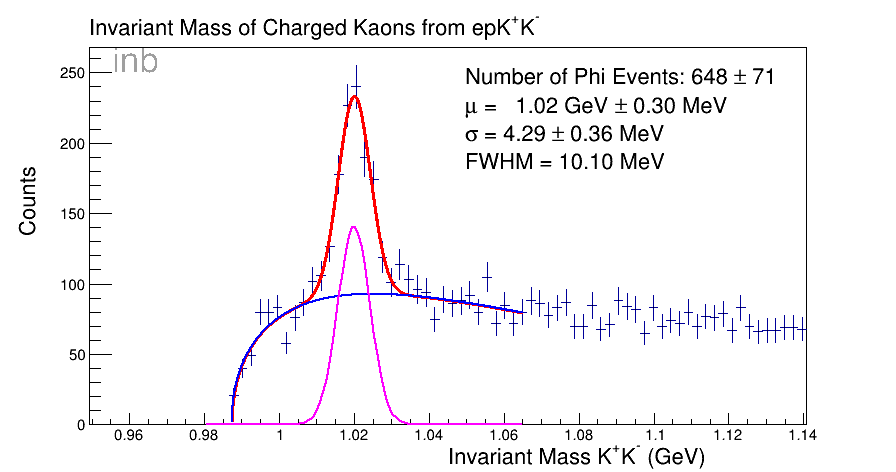 Invariant Mass of Charged Kaons from epK⁺K⁻
inb
Number of Phi Events: 648 ± 71
μ = 1.02 GeV ± 0.30 MeV
σ = 4.29 ± 0.36 MeV
FWHM = 10.10 MeV
Counts
250
200
150
100
50
0
0.96 0.98 1 1.02 1.04 1.06 1.08 1.1 1.12 1.14
Invariant Mass K⁺K⁻ (GeV)